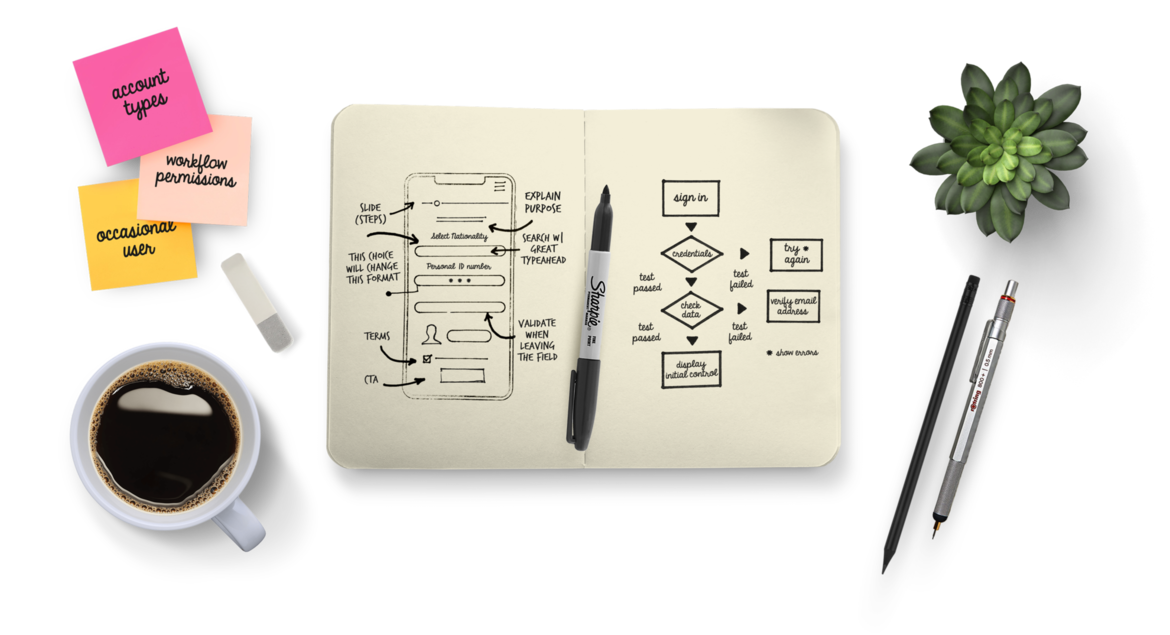 account
types
workflow
permissions
occasional
user
SLIDE
(STEPS)
EXPLAIN
PURPOSE
Select Nationality
SEARCH W/
GREAT
TYPEAHEAD
THIS CHOICE
WILL CHANGE
THIS FORMAT
Personal ID number
***
VALIDATE
WHEN
LEAVING
THE FIELD
TERMS
CTA
Sharpie
sign in
credentials
try *
again
test
passed
test
failed
check
data
verify email
address
test
passed
test
failed
* show errors
display
initial control
rotring 800+ | 0.5 mm